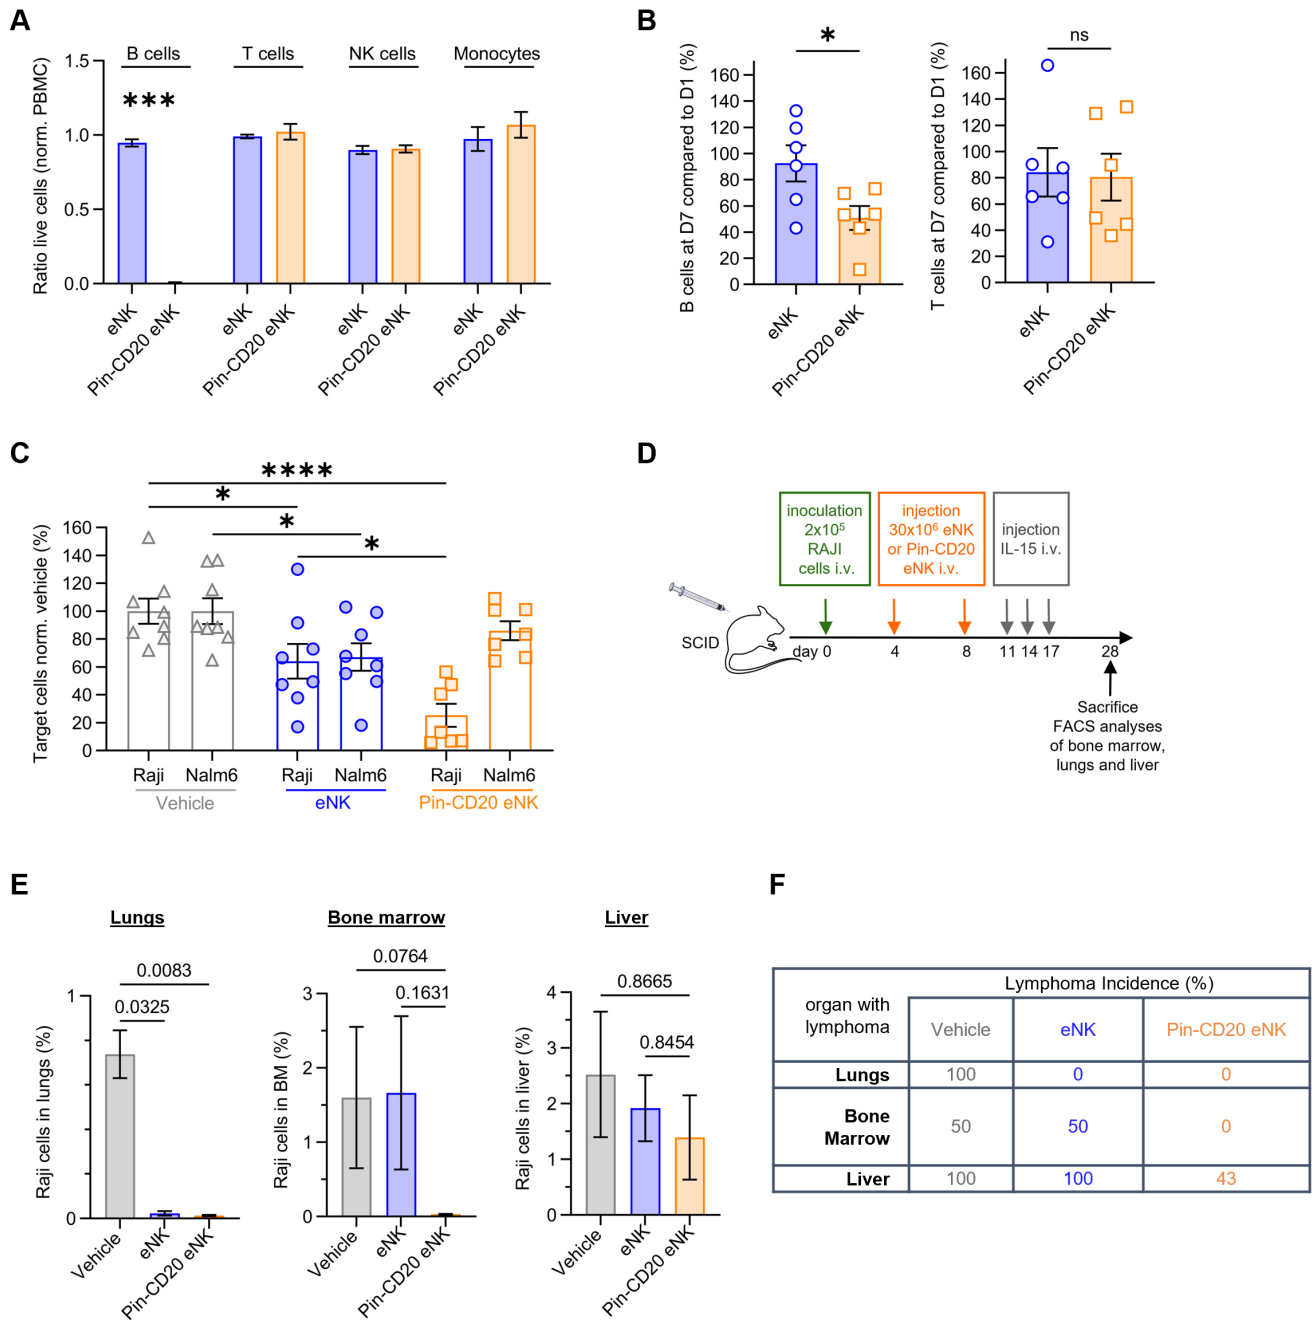 A
B cells
T cells
NK cells
Monocytes
***
Ratio live cells (norm. PBMC)
1.5
1.0
0.5
0.0
eNK
Pin-CD20 eNK
eNK
Pin-CD20 eNK
eNK
Pin-CD20 eNK
eNK
Pin-CD20 eNK
B
*
B cells at D7 compared to D1 (%)
160
140
120
100
80
60
40
20
0
eNK
Pin-CD20 eNK
ns
T cells at D7 compared to D1 (%)
160
140
120
100
80
60
40
20
0
eNK
Pin-CD20 eNK
C
****
*
*
*
Target cells norm. vehicle (%)
160
140
120
100
80
60
40
20
0
Raji Nalm6 Raji Nalm6 Raji Nalm6
Vehicle eNK Pin-CD20 eNK
D
inoculation
2x10⁵
RAJI
cells i.v.
injection
30x10⁶ eNK
or Pin-CD20
eNK i.v.
injection
IL-15 i.v.
SCID
day 0 4 8 11 14 17 28
Sacrifice
FACS analyses
of bone marrow,
lungs and liver
E
Lungs
0.0083
0.0325
Raji cells in lungs (%)
1
0
Vehicle
eNK
Pin-CD20 eNK
Bone marrow
0.0764
0.1631
Raji cells in BM (%)
3
2
1
0
Vehicle
eNK
Pin-CD20 eNK
Liver
0.8665
0.8454
Raji cells in liver (%)
4
3
2
1
0
Vehicle
eNK
Pin-CD20 eNK
F
organ with
lymphoma
Lymphoma Incidence (%)
Vehicle eNK Pin-CD20 eNK
Lungs 100 0 0
Bone
Marrow 50 50 0
Liver 100 100 43